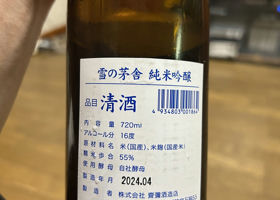 雪の茅舎 純米吟醸
品目 清酒
4 934803 001864
内容量 720ml
アルコール分 16度
原材料名 米(国産)、米麹(国産米)
精米歩合 55%
使用酵母 自社酵母
製造年月 2024.04
製造者 株式会社 齋彌酒造店